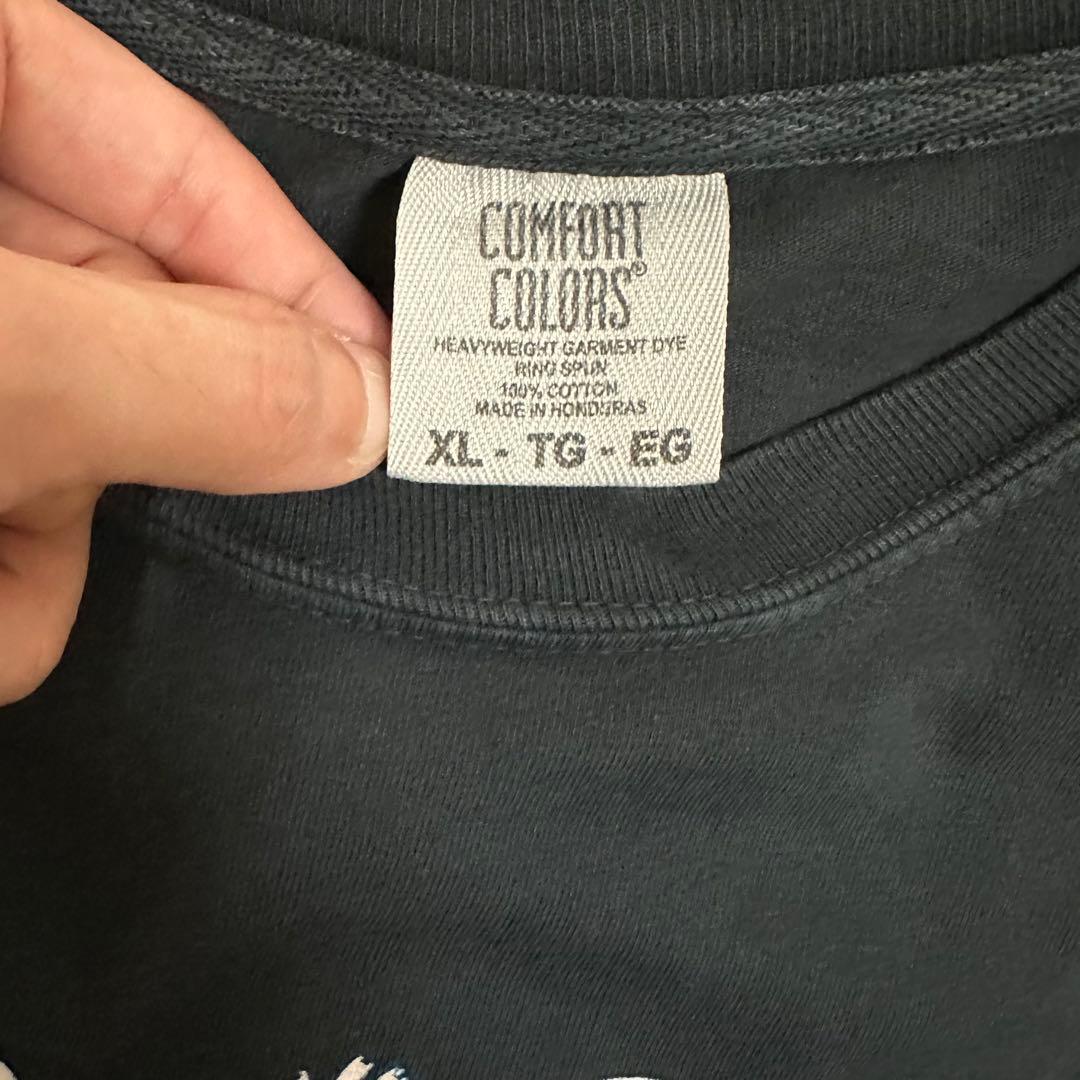 COMFORT
COLORS®
HEAVYWEIGHT GARMENT DYE
RING SPUN
100% COTTON
MADE IN HONDURAS
XL - TG - EG